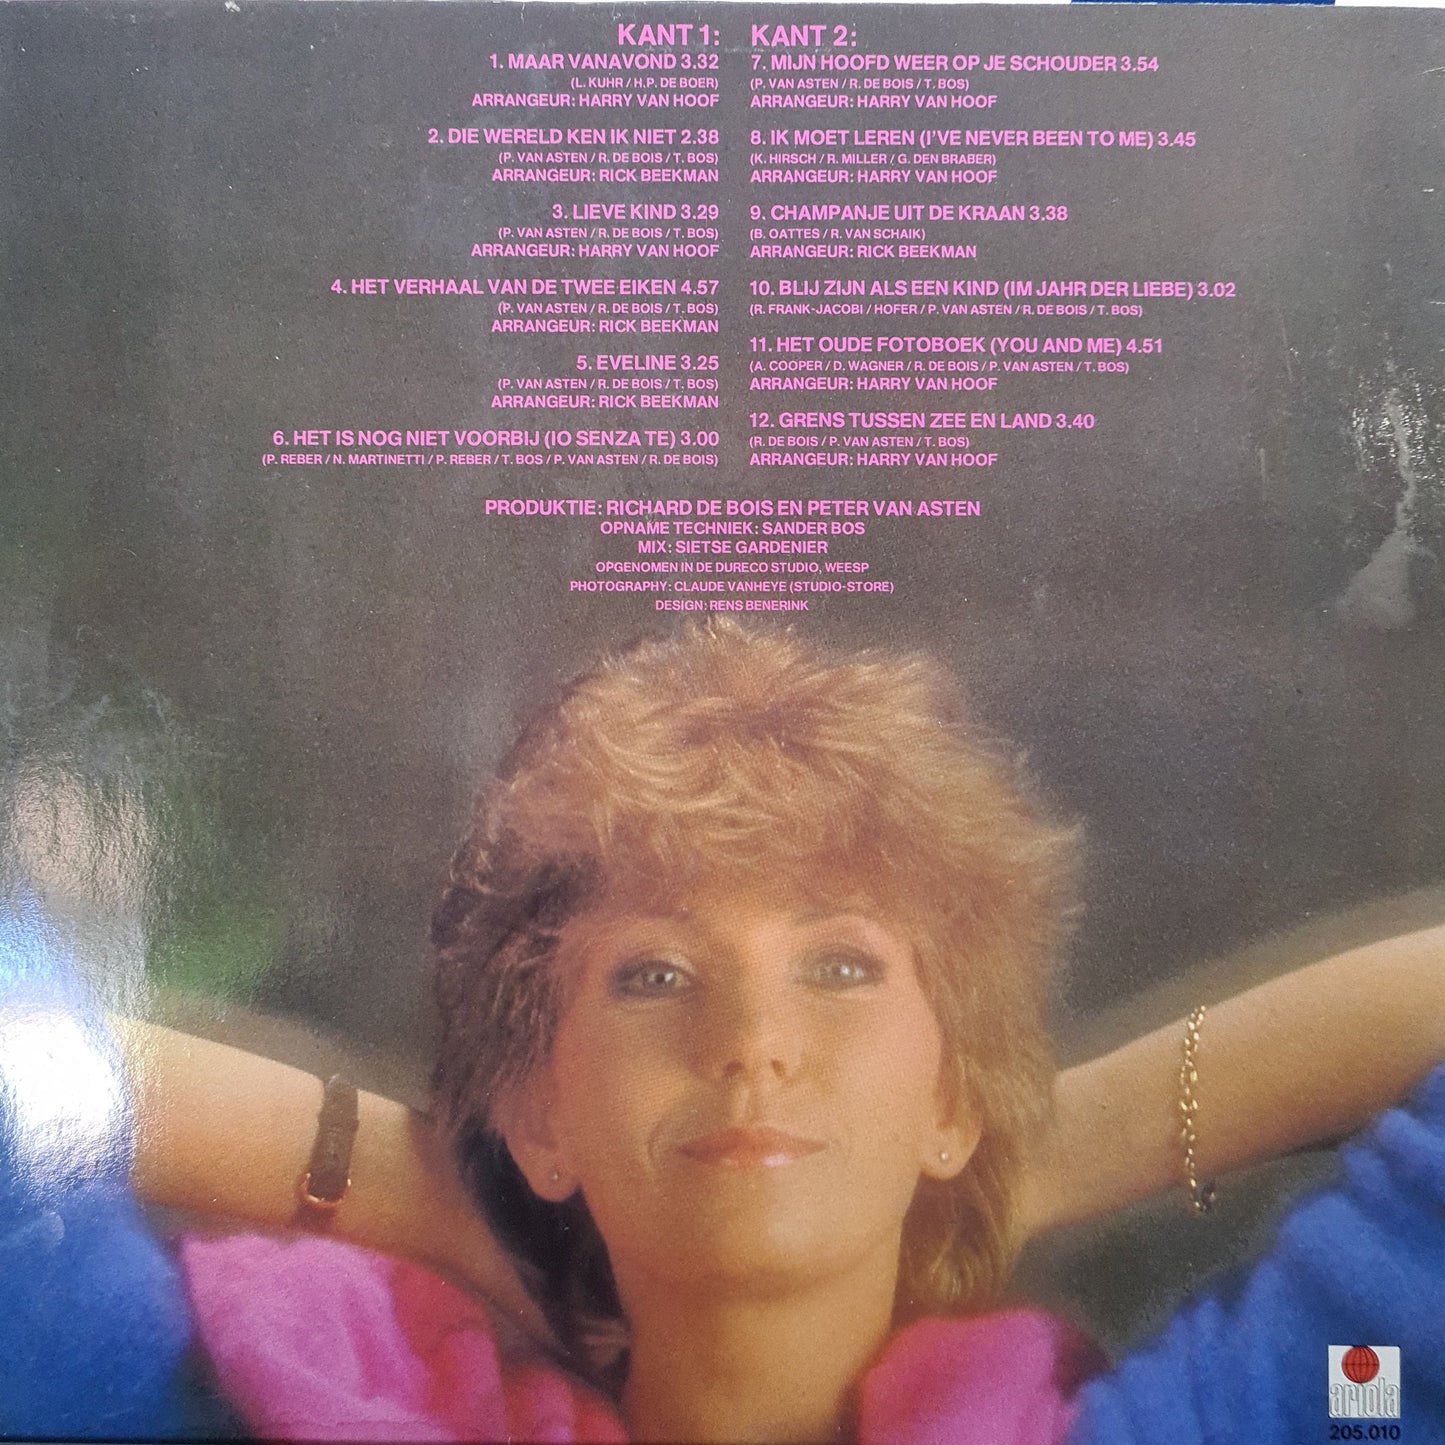 KANT 1:
1. MAAR VANAVOND 3.32
(L. KUHR / H.P. DE BOER)
ARRANGEUR: HARRY VAN HOOF
2. DIE WERELD KEN IK NIET 2.38
(P. VAN ASTEN / R. DE BOIS / T. BOS)
ARRANGEUR: RICK BEEKMAN
3. LIEVE KIND 3.29
(P. VAN ASTEN / R. DE BOIS / T. BOS)
ARRANGEUR: HARRY VAN HOOF
4. HET VERHAAL VAN DE TWEE EIKEN 4.57
(P. VAN ASTEN / R. DE BOIS / T. BOS)
ARRANGEUR: RICK BEEKMAN
5. EVELINE 3.25
(P. VAN ASTEN / R. DE BOIS / T. BOS)
ARRANGEUR: RICK BEEKMAN
6. HET IS NOG NIET VOORBIJ (IO SENZA TE) 3.00
(P. REBER / N. MARTINETTI / P. REBER / T. BOS / P. VAN ASTEN / R. DE BOIS)
KANT 2:
7. MIJN HOOFD WEER OP JE SCHOUDER 3.54
(P. VAN ASTEN / R. DE BOIS / T. BOS)
ARRANGEUR: HARRY VAN HOOF
8. IK MOET LEREN (I'VE NEVER BEEN TO ME) 3.45
(K. HIRSCH / R. MILLER / G. DEN BRABER)
ARRANGEUR: HARRY VAN HOOF
9. CHAMPANJE UIT DE KRAAN 3.38
(B. OATTES / R. VAN SCHAIK)
ARRANGEUR: RICK BEEKMAN
10. BLIJ ZIJN ALS EEN KIND (IM JAHR DER LIEBE) 3.02
(R. FRANK-JACOBI / HOFER / P. VAN ASTEN / R. DE BOIS / T. BOS)
11. HET OUDE FOTOBOEK (YOU AND ME) 4.51
(A. COOPER / D. WAGNER / R. DE BOIS / P. VAN ASTEN / T. BOS)
ARRANGEUR: HARRY VAN HOOF
12. GRENS TUSSEN ZEE EN LAND 3.40
(R. DE BOIS / P. VAN ASTEN / T. BOS)
ARRANGEUR: HARRY VAN HOOF
PRODUKTIE: RICHARD DE BOIS EN PETER VAN ASTEN
OPNAME TECHNIEK: SANDER BOS
MIX: SIETSE GARDENIER
OPGENOMEN IN DE DURECO STUDIO, WEESP
PHOTOGRAPHY: CLAUDE VANHEYE (STUDIO-STORE)
DESIGN: RENS BENERINK
ariola
205.010